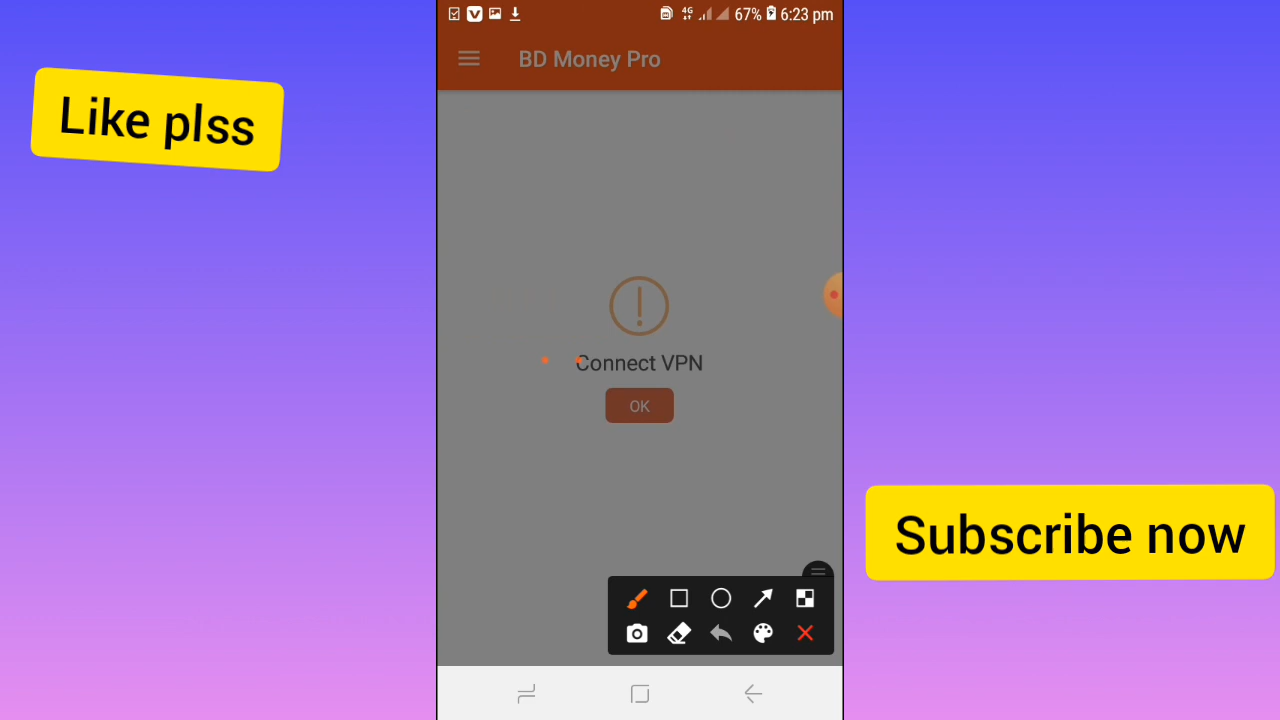 67% 6:23 pm
BD Money Pro
Like plss
Connect VPN
OK
Subscribe now